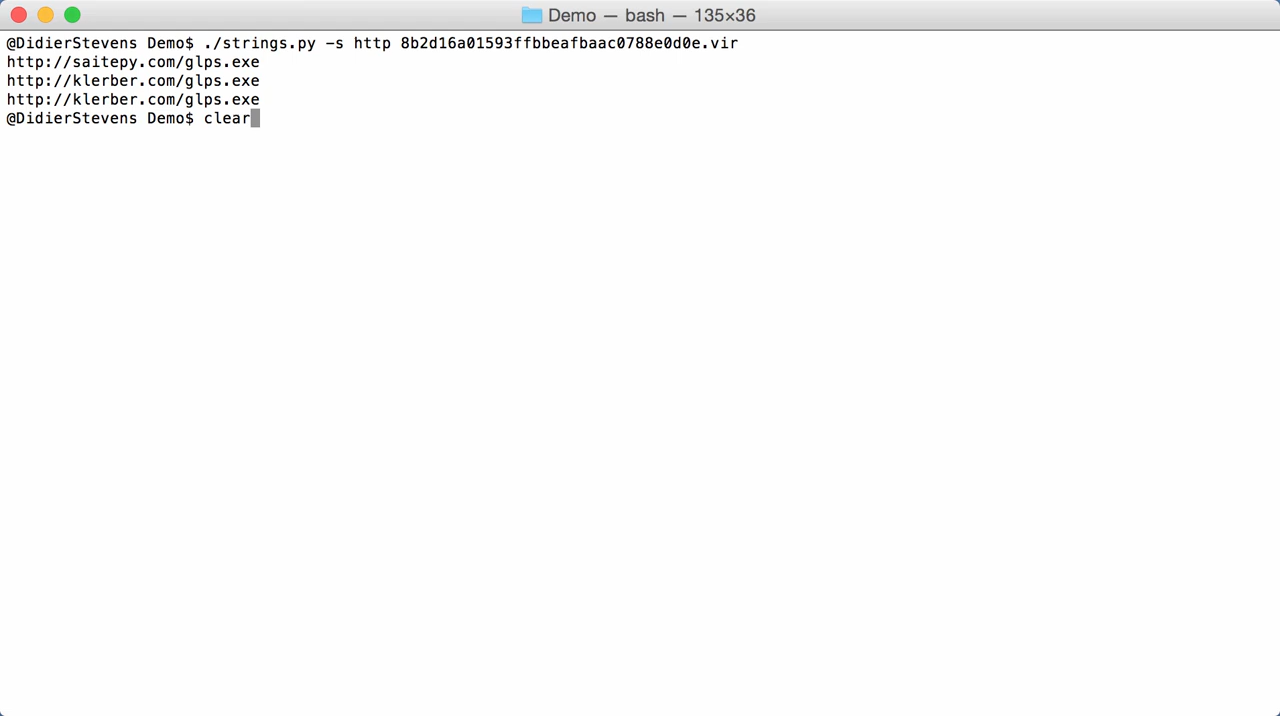 Demo — bash — 135×36
@DidierStevens Demo$ ./strings.py -s http 8b2d16a01593ffbbeafbaac0788e0d0e.vir
http://saitepy.com/glps.exe
http://klerber.com/glps.exe
http://klerber.com/glps.exe
@DidierStevens Demo$ clear